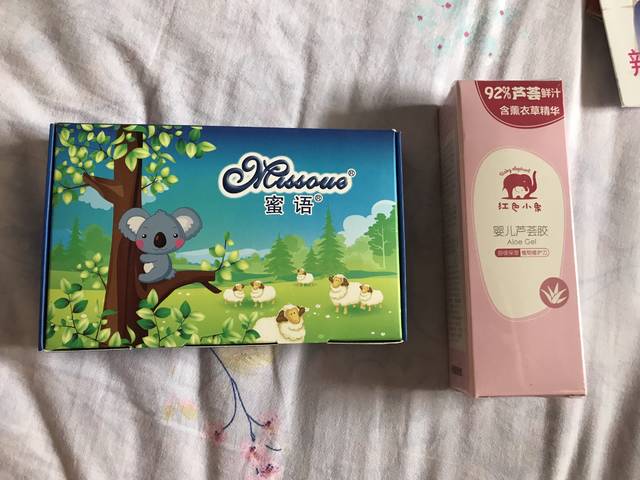 Missoue®
蜜语®
92%芦荟鲜汁
含薰衣草精华
红色小象
婴儿芦荟胶
Aloe Gel